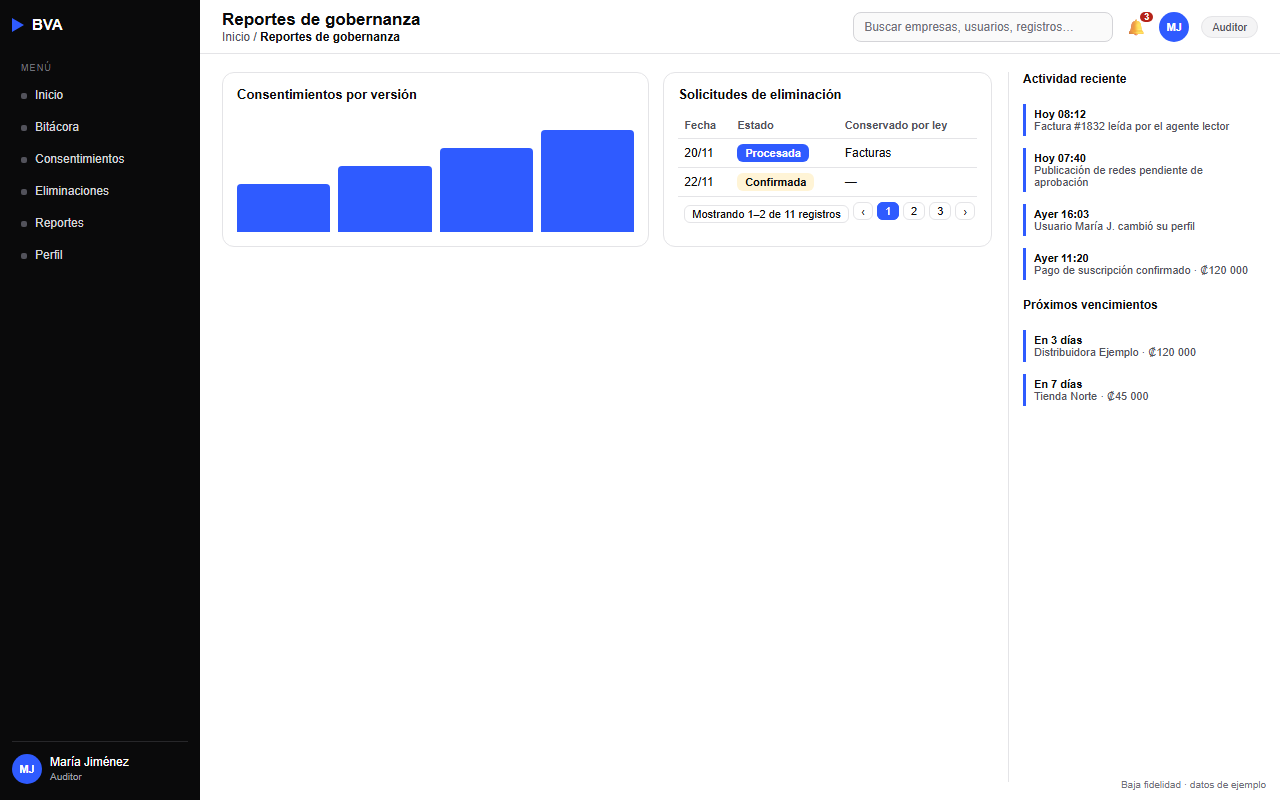 BVA
MENÚ
Inicio
Bitácora
Consentimientos
Eliminaciones
Reportes
Perfil
MJ
María Jiménez
Auditor
Reportes de gobernanza
Inicio / Reportes de gobernanza
Buscar empresas, usuarios, registros…
3
MJ
Auditor
Consentimientos por versión
Solicitudes de eliminación
Fecha Estado Conservado por ley
20/11 Procesada Facturas
22/11 Confirmada —
Mostrando 1–2 de 11 registros ‹ 1 2 3 ›
Actividad reciente
Hoy 08:12
Factura #1832 leída por el agente lector
Hoy 07:40
Publicación de redes pendiente de
aprobación
Ayer 16:03
Usuario María J. cambió su perfil
Ayer 11:20
Pago de suscripción confirmado · ₡120 000
Próximos vencimientos
En 3 días
Distribuidora Ejemplo · ₡120 000
En 7 días
Tienda Norte · ₡45 000
Baja fidelidad · datos de ejemplo